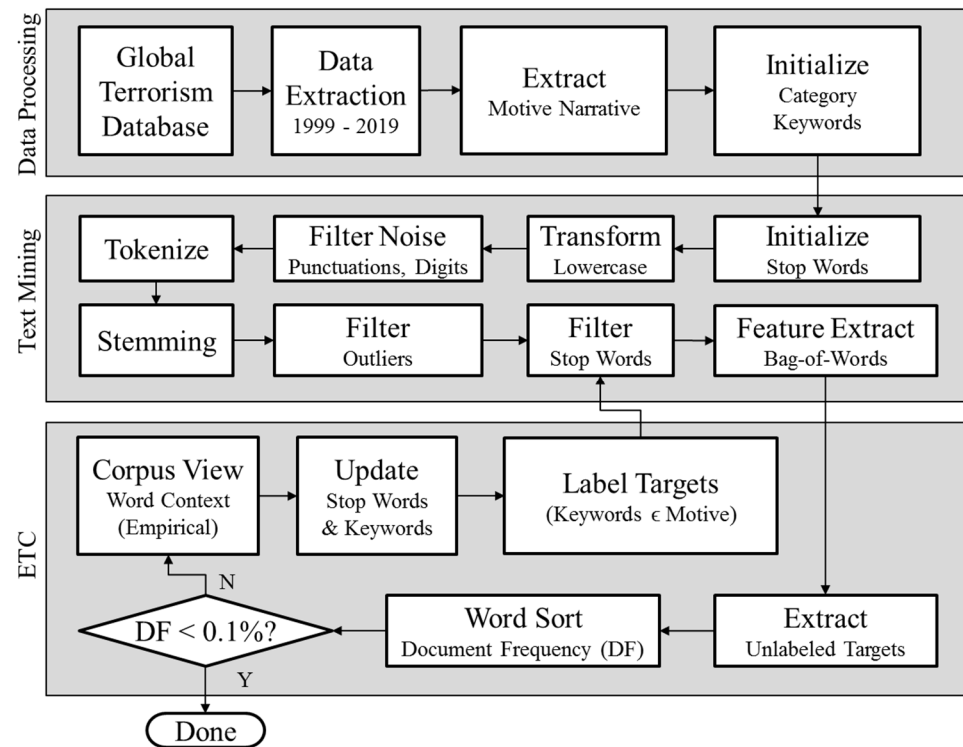 Data Processing
Global
Terrorism
Database
Data
Extraction
1999 - 2019
Extract
Motive Narrative
Initialize
Category
Keywords
Text Mining
Tokenize
Filter Noise
Punctuations, Digits
Transform
Lowercase
Initialize
Stop Words
Stemming
Filter
Outliers
Filter
Stop Words
Feature Extract
Bag-of-Words
ETC
Corpus View
Word Context
(Empirical)
Update
Stop Words
& Keywords
Label Targets
(Keywords ϵ Motive)
N
DF < 0.1%?
Word Sort
Document Frequency (DF)
Extract
Unlabeled Targets
Y
Done